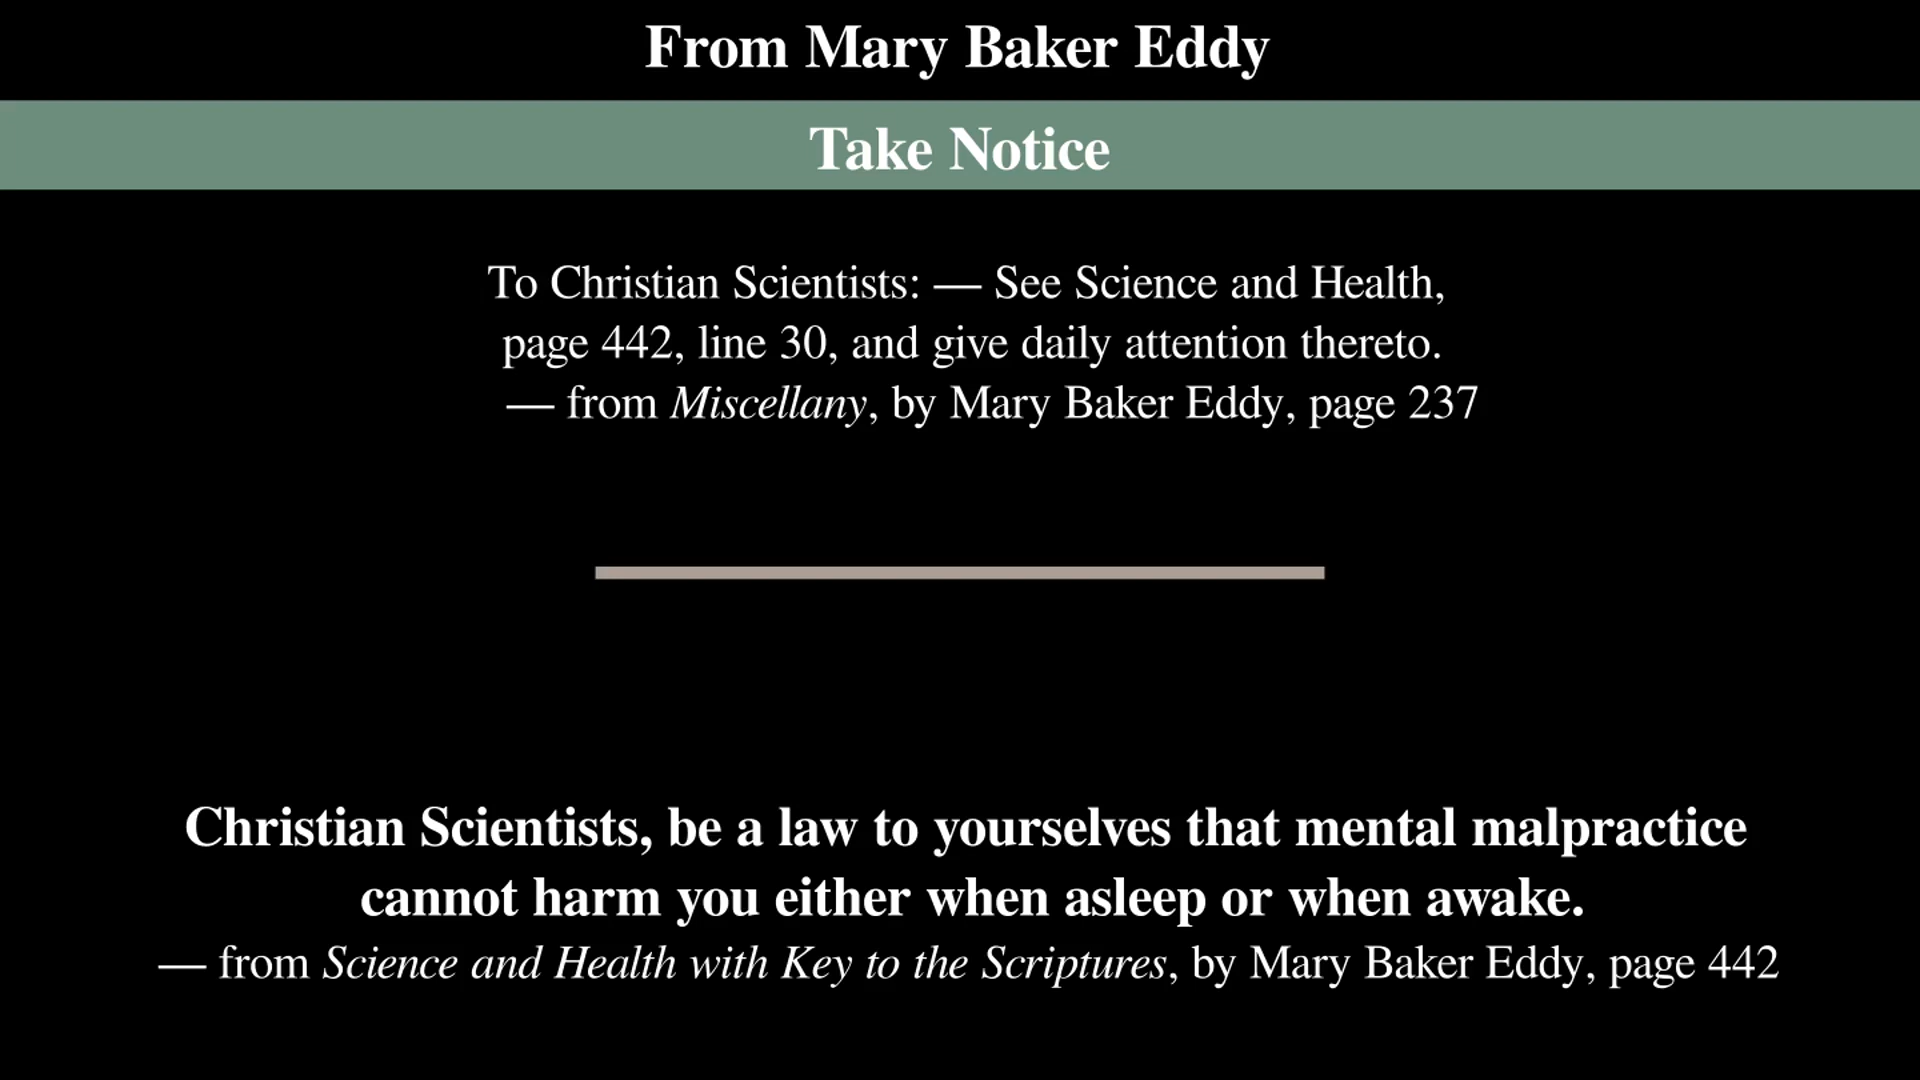 From Mary Baker Eddy
Take Notice
To Christian Scientists: — See Science and Health,
page 442, line 30, and give daily attention thereto.
— from Miscellany, by Mary Baker Eddy, page 237
Christian Scientists, be a law to yourselves that mental malpractice
cannot harm you either when asleep or when awake.
— from Science and Health with Key to the Scriptures, by Mary Baker Eddy, page 442